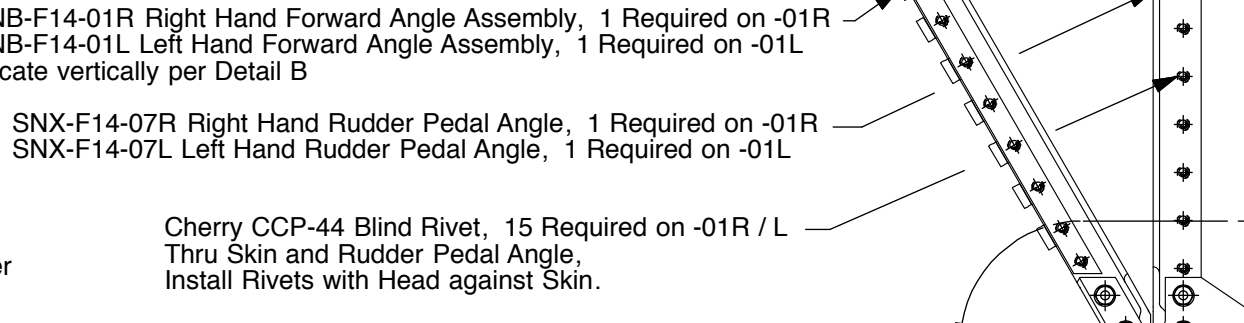 NB-F14-01R Right Hand Forward Angle Assembly, 1 Required on -01R
NB-F14-01L Left Hand Forward Angle Assembly, 1 Required on -01L
cate vertically per Detail B
SNX-F14-07R Right Hand Rudder Pedal Angle, 1 Required on -01R
SNX-F14-07L Left Hand Rudder Pedal Angle, 1 Required on -01L
Cherry CCP-44 Blind Rivet, 15 Required on -01R / L
Thru Skin and Rudder Pedal Angle,
Install Rivets with Head against Skin.
er